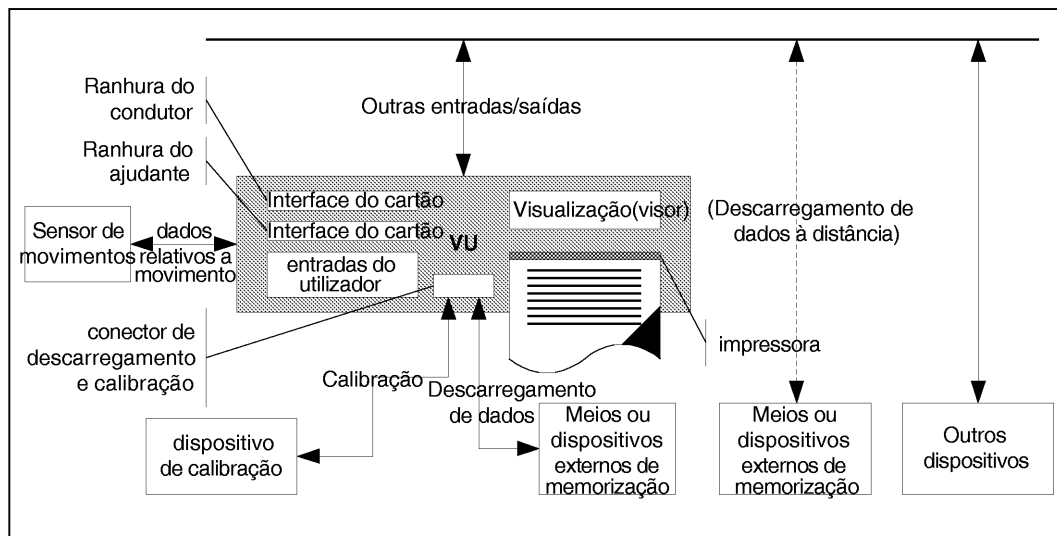 Ranhura do
condutor
Outras entradas/saídas
Ranhura do
ajudante
Interface do cartão
Interface do cartão
VU
Visualização(visor)
(Descarregamento de
dados à distância)
Sensor de
movimentos
dados
relativos a
movimento
entradas do
utilizador
conector de
descarregamento
e calibração
impressora
Calibração
Descarregamento
de dados
dispositivo
de calibração
Meios ou
dispositivos
externos de
memorização
Meios ou
dispositivos
externos de
memorização
Outros
dispositivos